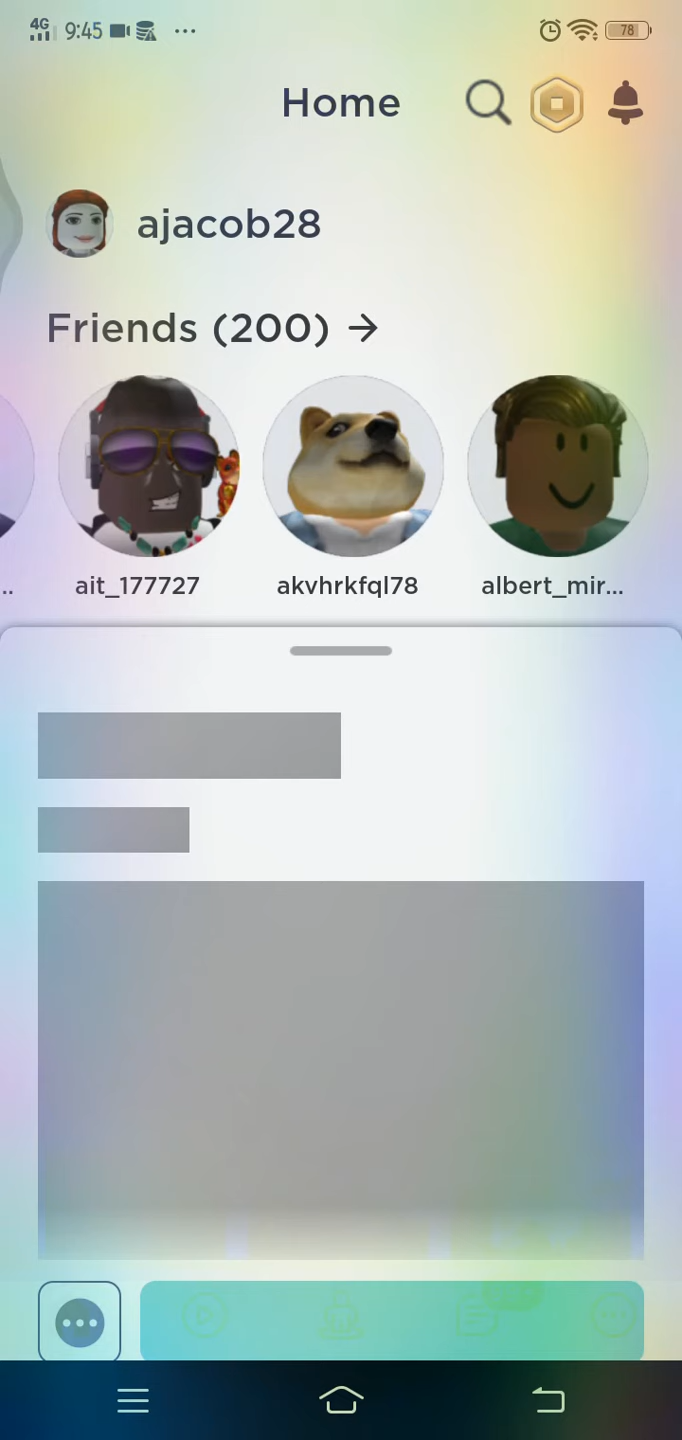 4G 9:45 ... 78
Home
ajacob28
Friends (200) →
.. ait_177727 akvhrkfql78 albert_mir...